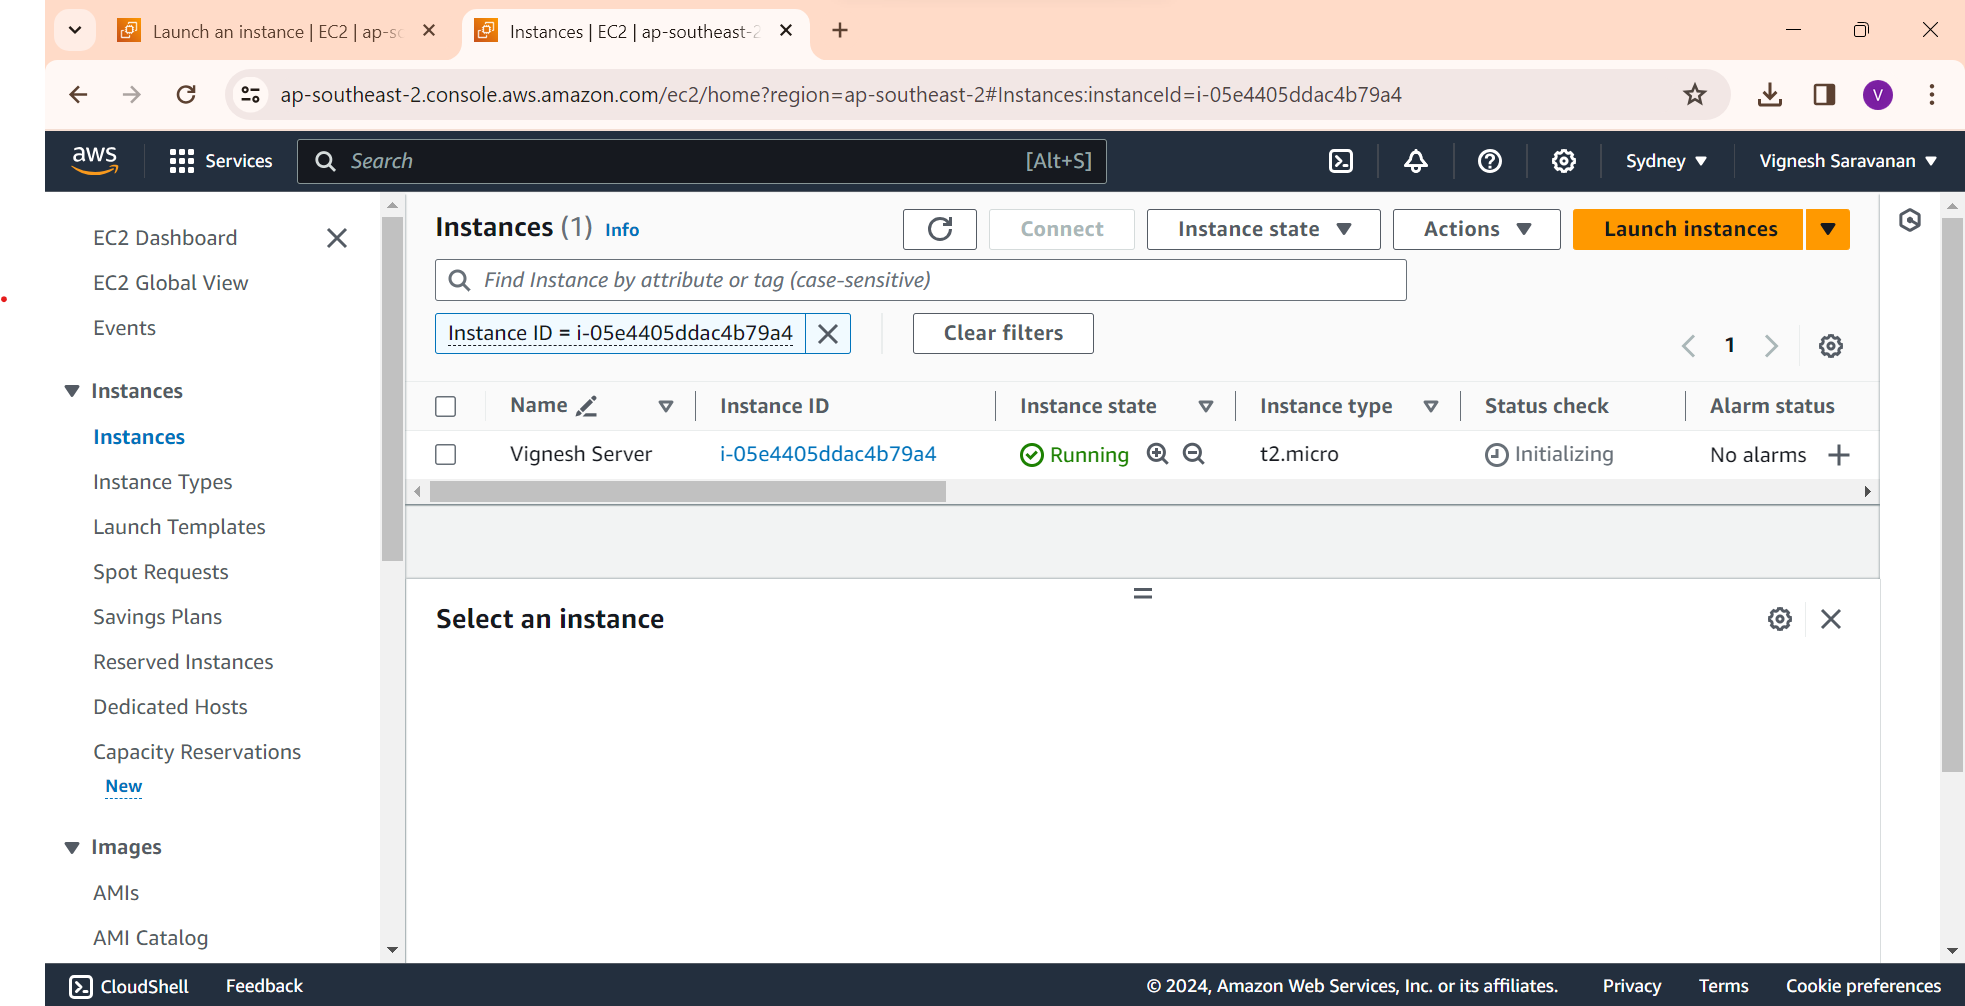 Launch an instance | EC2 | ap-sc
Instances | EC2 | ap-southeast-2
ap-southeast-2.console.aws.amazon.com/ec2/home?region=ap-southeast-2#Instances:instanceId=i-05e4405ddac4b79a4
V
aws
Services
Search
[Alt+S]
Sydney
Vignesh Saravanan
EC2 Dashboard
EC2 Global View
Events
Instances
Instances
Instance Types
Launch Templates
Spot Requests
Savings Plans
Reserved Instances
Dedicated Hosts
Capacity Reservations
New
Images
AMIs
AMI Catalog
Instances (1) Info
Connect
Instance state
Actions
Launch instances
Find Instance by attribute or tag (case-sensitive)
Instance ID = i-05e4405ddac4b79a4
Clear filters
1
Name Instance ID Instance state Instance type Status check Alarm status
Vignesh Server i-05e4405ddac4b79a4 Running t2.micro Initializing No alarms
Select an instance
CloudShell Feedback © 2024, Amazon Web Services, Inc. or its affiliates. Privacy Terms Cookie preferences